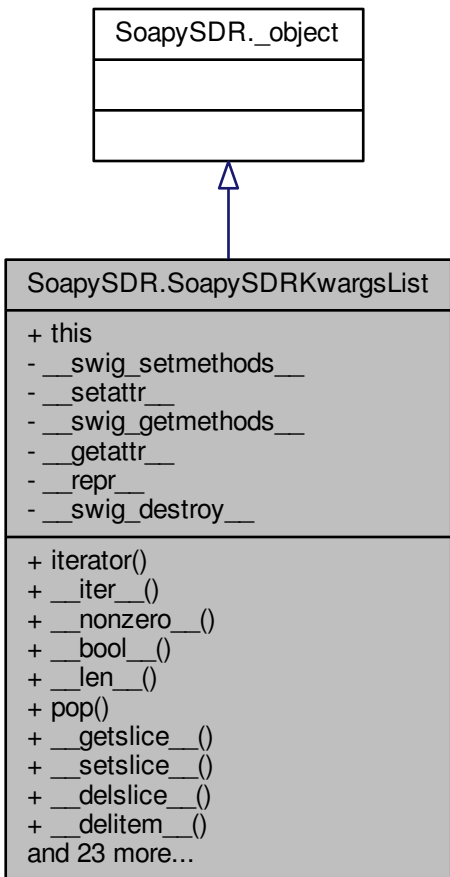 SoapySDR._object
SoapySDR.SoapySDRKwargsList
+ this
- __swig_setmethods__
- __setattr__
- __swig_getmethods__
- __getattr__
- __repr__
- __swig_destroy__
+ iterator()
+ __iter__()
+ __nonzero__()
+ __bool__()
+ __len__()
+ pop()
+ __getslice__()
+ __setslice__()
+ __delslice__()
+ __delitem__()
and 23 more...